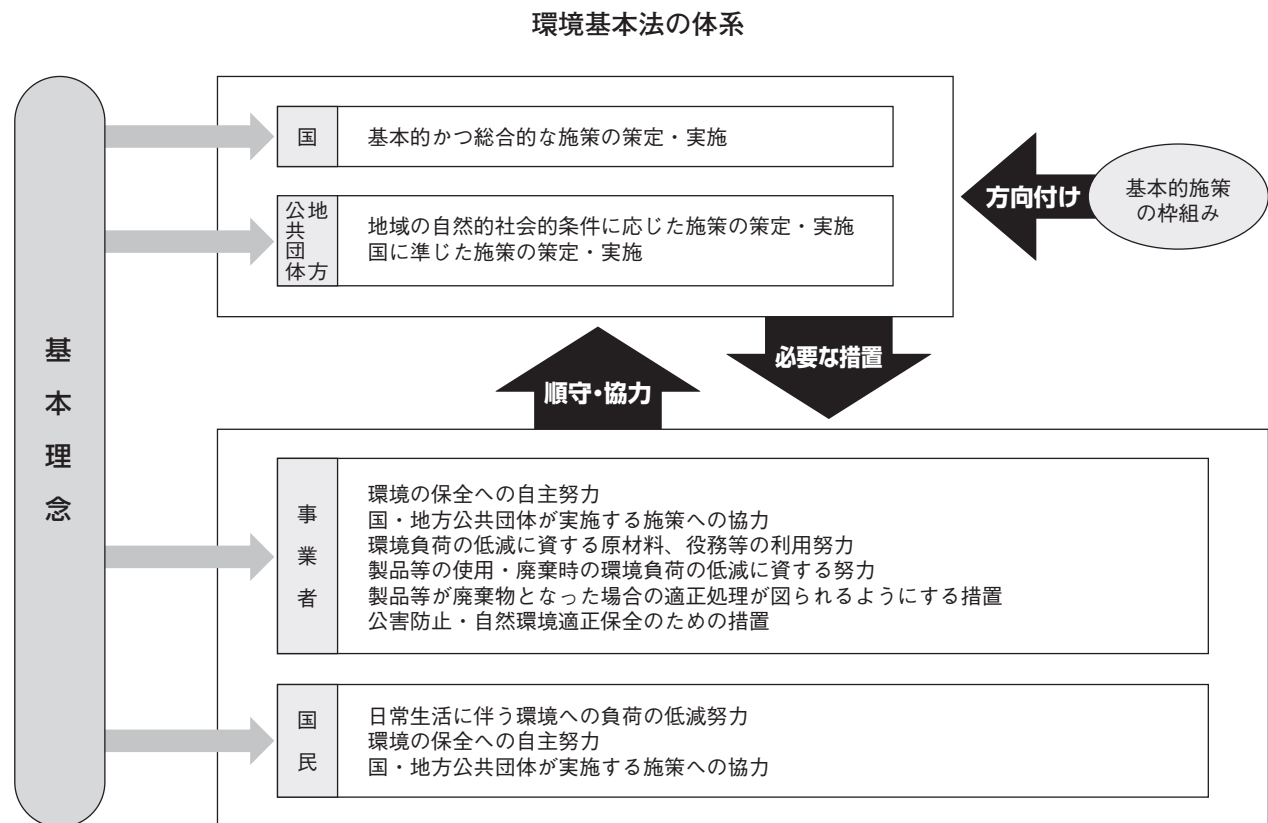 環境基本法の体系
基本理念
国
基本的かつ総合的な施策の策定・実施
地方公共団体
地域の自然的社会的条件に応じた施策の策定・実施
国に準じた施策の策定・実施
方向付け
基本的施策
の枠組み
順守・協力
必要な措置
事業者
環境の保全への自主努力
国・地方公共団体が実施する施策への協力
環境負荷の低減に資する原材料、役務等の利用努力
製品等の使用・廃棄時の環境負荷の低減に資する努力
製品等が廃棄物となった場合の適正処理が図られるようにする措置
公害防止・自然環境適正保全のための措置
国民
日常生活に伴う環境への負荷の低減努力
環境の保全への自主努力
国・地方公共団体が実施する施策への協力